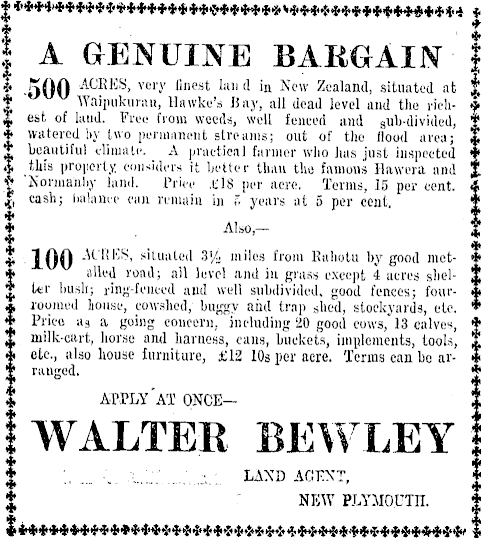 A GENUINE BARGAIN
500 ACRES, very finest land in New Zealand, situated at
Waipukurau, Hawke's Bay, all dead level and the rich-
est of land. Free from weeds, well fenced and sub-divided,
watered by two permanent streams; out of the flood area;
beautiful climate. A practical farmer who has just inspected
this property considers it better than the famous Hawera and
Normanby land. Price £18 per acre. Terms, 15 per cent.
cash; balance can remain in 5 years at 5 per cent.
Also,—
100 ACRES, situated 3½ miles from Rahotu by good met-
alled road; all level and in grass except 4 acres shel-
ter bush; ring-fenced and well subdivided, good fences; four-
roomed house, cowshed, buggy and trap shed, stockyards, etc.
Price as a going concern, including 20 good cows, 13 calves,
milk-cart, horse and harness, cans, buckets, implements, tools,
etc., also house furniture, £12 10s per acre. Terms can be ar-
ranged.
APPLY AT ONCE—
WALTER BEWLEY
LAND AGENT,
NEW PLYMOUTH.